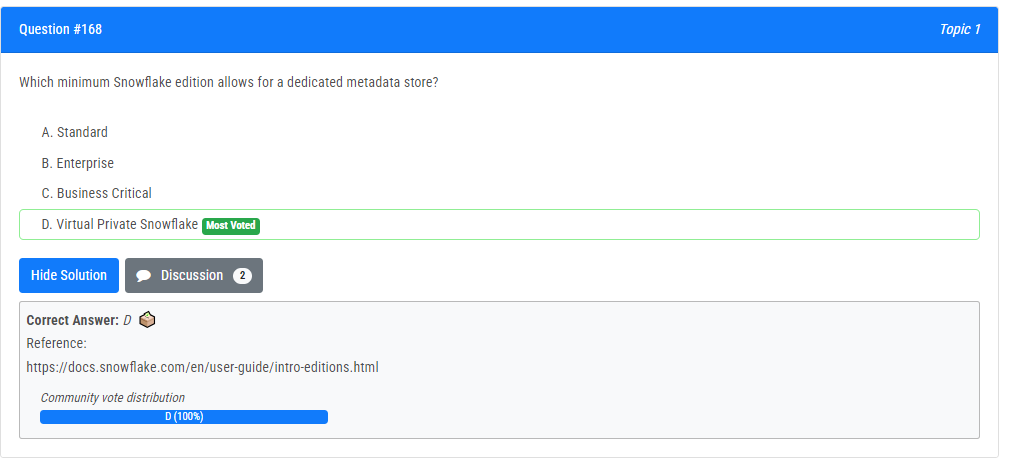 Question #168 Topic 1
Which minimum Snowflake edition allows for a dedicated metadata store?
A. Standard
B. Enterprise
C. Business Critical
D. Virtual Private Snowflake Most Voted
Hide Solution Discussion 2
Correct Answer: D
Reference:
https://docs.snowflake.com/en/user-guide/intro-editions.html
Community vote distribution
D (100%)